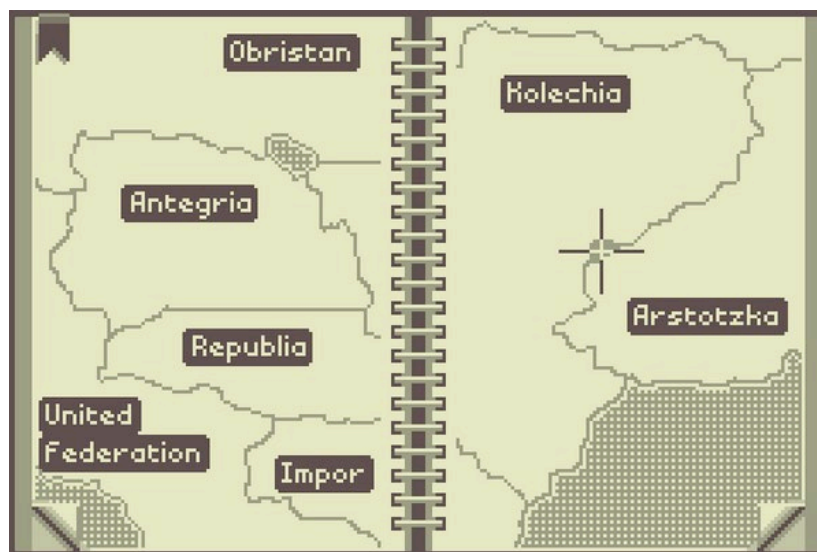 Obristan
Antegria
Republia
United
Federation
Impor
Kolechia
Arstotzka